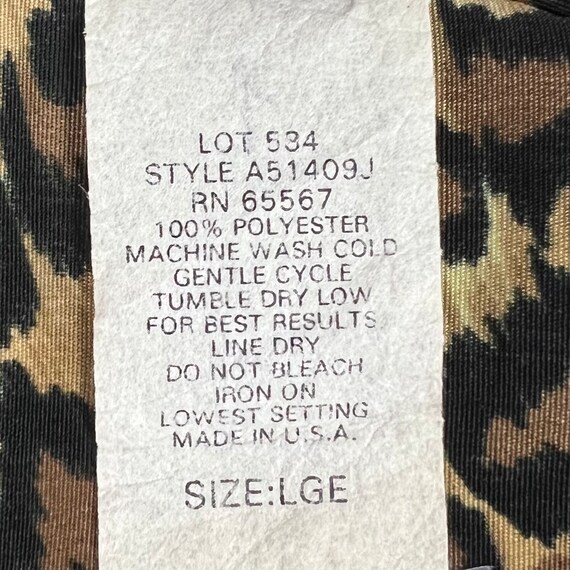 LOT 534
STYLE A51409J
RN 65567
100% POLYESTER
MACHINE WASH COLD
GENTLE CYCLE
TUMBLE DRY LOW
FOR BEST RESULTS
LINE DRY
DO NOT BLEACH
IRON ON
LOWEST SETTING
MADE IN U.S.A.
SIZE:LGE